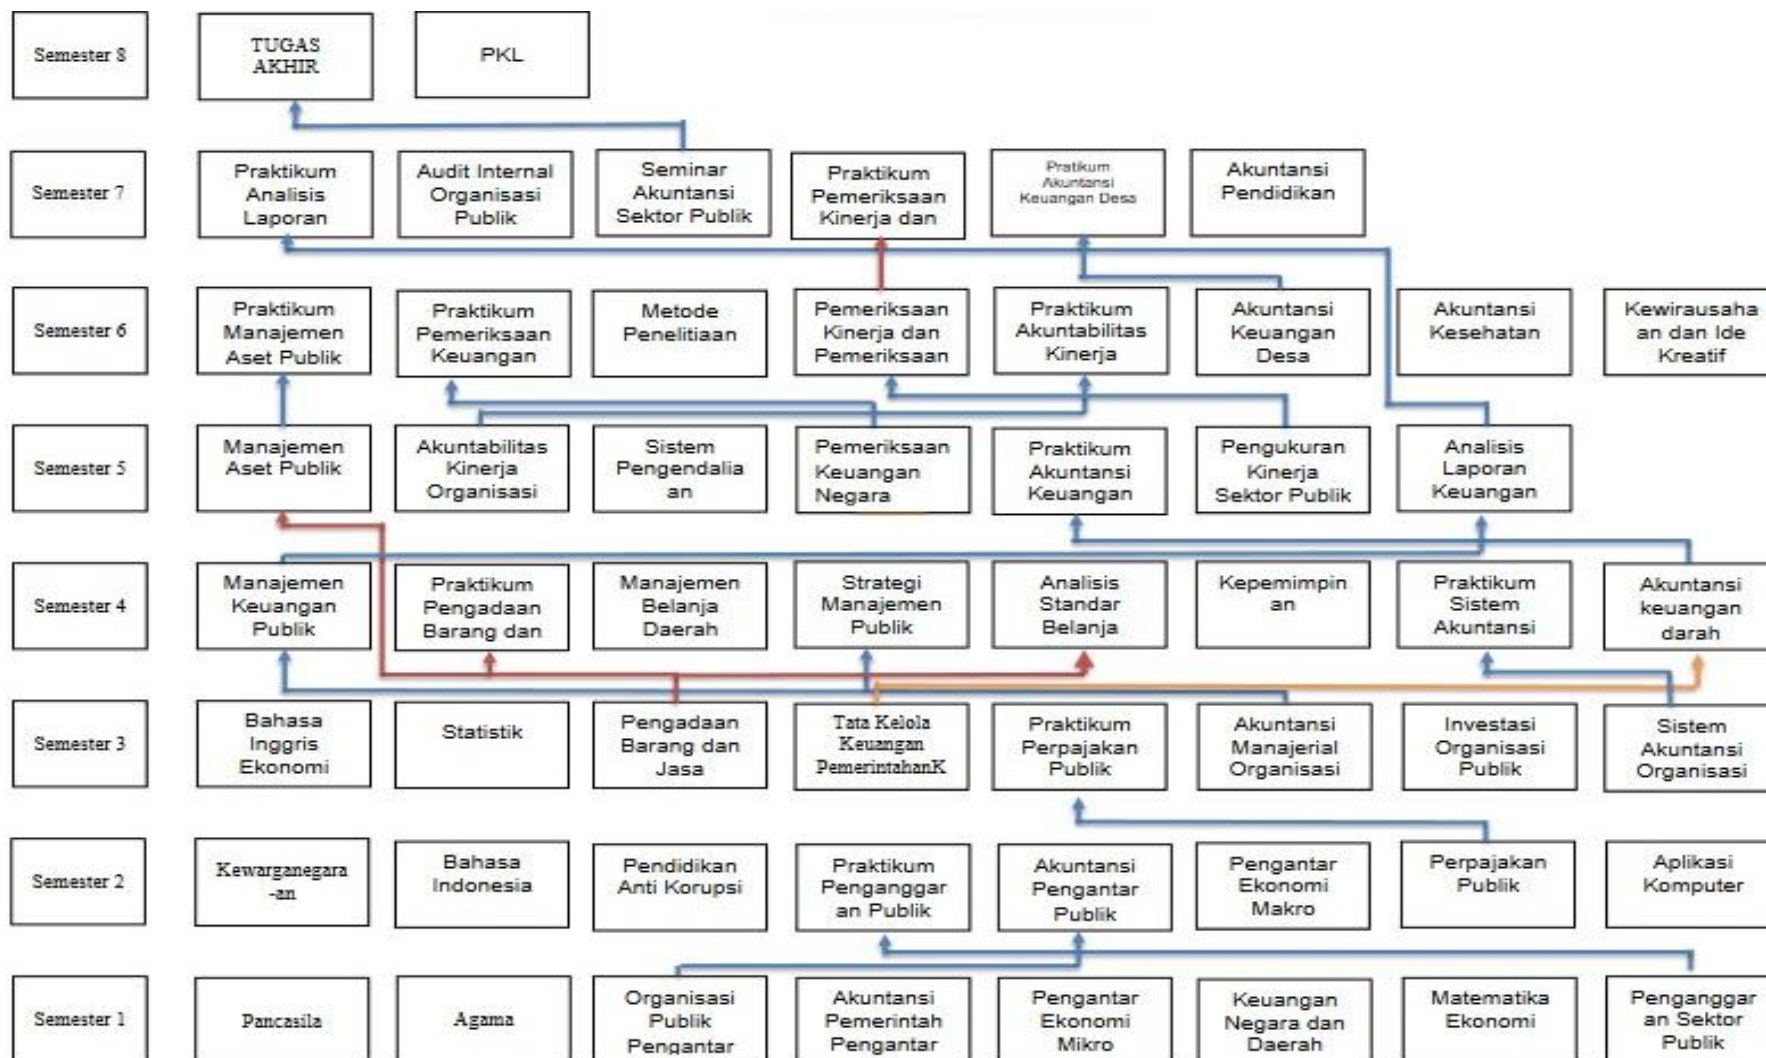 Semester 8
TUGAS
AKHIR
PKL
Semester 7
Praktikum
Analisis
Laporan
Audit Internal
Organisasi
Publik
Seminar
Akuntansi
Sektor Publik
Praktikum
Pemeriksaan
Kinerja dan
Pratikum
Akuntansi
Keuangan Desa
Akuntansi
Pendidikan
Semester 6
Praktikum
Manajemen
Aset Publik
Praktikum
Pemeriksaan
Keuangan
Metode
Penelitiaan
Pemeriksaan
Kinerja dan
Pemeriksaan
Praktikum
Akuntabilitas
Kinerja
Akuntansi
Keuangan
Desa
Akuntansi
Kesehatan
Kewirausaha
an dan Ide
Kreatif
Semester 5
Manajemen
Aset Publik
Akuntabilitas
Kinerja
Organisasi
Sistem
Pengendalia
an
Pemeriksaan
Keuangan
Negara
Praktikum
Akuntansi
Keuangan
Pengukuran
Kinerja
Sektor Publik
Analisis
Laporan
Keuangan
Semester 4
Manajemen
Keuangan
Publik
Praktikum
Pengadaan
Barang dan
Manajemen
Belanja
Daerah
Strategi
Manajemen
Publik
Analisis
Standar
Belanja
Kepemimpin
an
Praktikum
Sistem
Akuntansi
Akuntansi
keuangan
darah
Semester 3
Bahasa
Inggris
Ekonomi
Statistik
Pengadaan
Barang dan
Jasa
Tata Kelola
Keuangan
PemerintahanK
Praktikum
Perpajakan
Publik
Akuntansi
Manajerial
Organisasi
Investasi
Organisasi
Publik
Sistem
Akuntansi
Organisasi
Semester 2
Kewarganegara
-an
Bahasa
Indonesia
Pendidikan
Anti Korupsi
Praktikum
Penganggar
an Publik
Akuntansi
Pengantar
Publik
Pengantar
Ekonomi
Makro
Perpajakan
Publik
Aplikasi
Komputer
Semester 1
Pancasila
Agama
Organisasi
Publik
Pengantar
Akuntansi
Pemerintah
Pengantar
Pengantar
Ekonomi
Mikro
Keuangan
Negara dan
Daerah
Matematika
Ekonomi
Penganggar
an Sektor
Publik